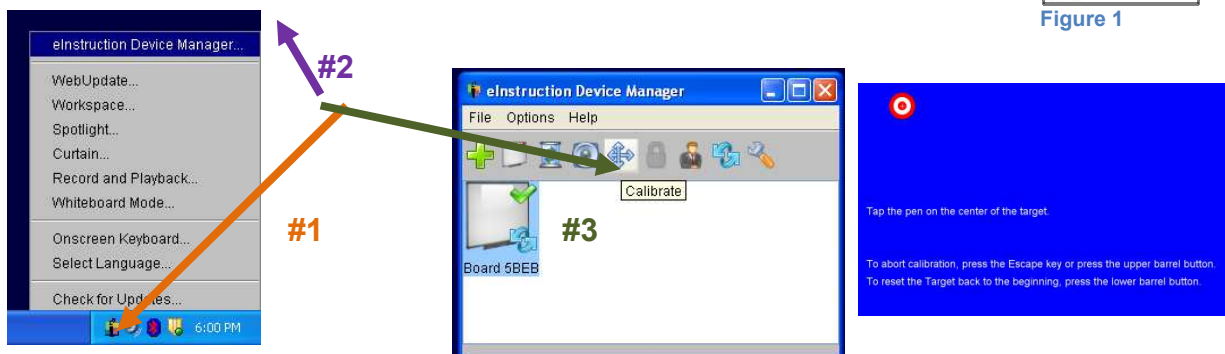 Figure 1
eInstruction Device Manager...
WebUpdate...
Workspace...
Spotlight...
Curtain...
Record and Playback...
Whiteboard Mode...
Onscreen Keyboard...
Select Language...
Check for Updates...
6:00 PM
#1
#2
eInstruction Device Manager
File Options Help
Calibrate
Board 5BEB
#3
Tap the pen on the center of the target.
To abort calibration, press the Escape key or press the upper barrel button.
To reset the Target back to the beginning, press the lower barrel button.